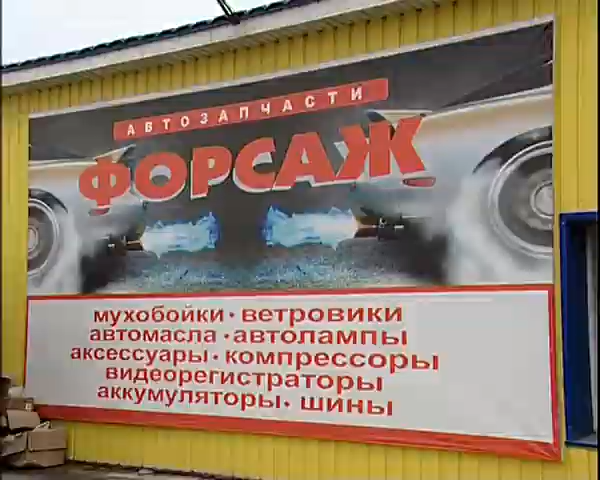 АВТОЗАПЧАСТИ
ФОРСАЖ
мухобойки · ветровики
автомасла · автолампы
аксессуары · компрессоры
видеорегистраторы
аккумуляторы · шины